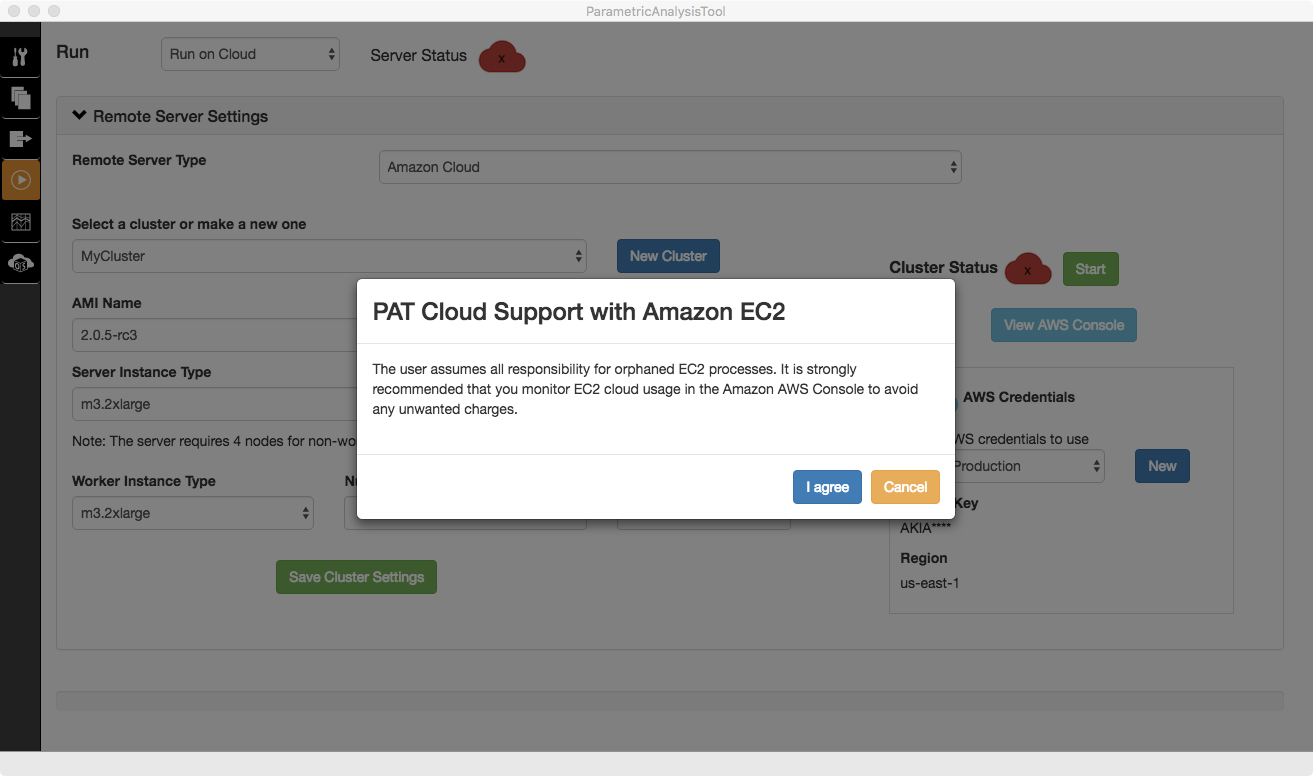 ParametricAnalysisTool
Run
Run on Cloud
Server Status
x
Remote Server Settings
Remote Server Type
Amazon Cloud
Select a cluster or make a new one
MyCluster
New Cluster
Cluster Status
x
Start
AMI Name
2.0.5-rc3
View AWS Console
PAT Cloud Support with Amazon EC2
The user assumes all responsibility for orphaned EC2 processes. It is strongly
recommended that you monitor EC2 cloud usage in the Amazon AWS Console to avoid
any unwanted charges.
I agree
Cancel
Server Instance Type
m3.2xlarge
Note: The server requires 4 nodes for non-wo
Worker Instance Type
m3.2xlarge
Save Cluster Settings
AWS Credentials
WS credentials to use
Production
New
Key
AKIA****
Region
us-east-1